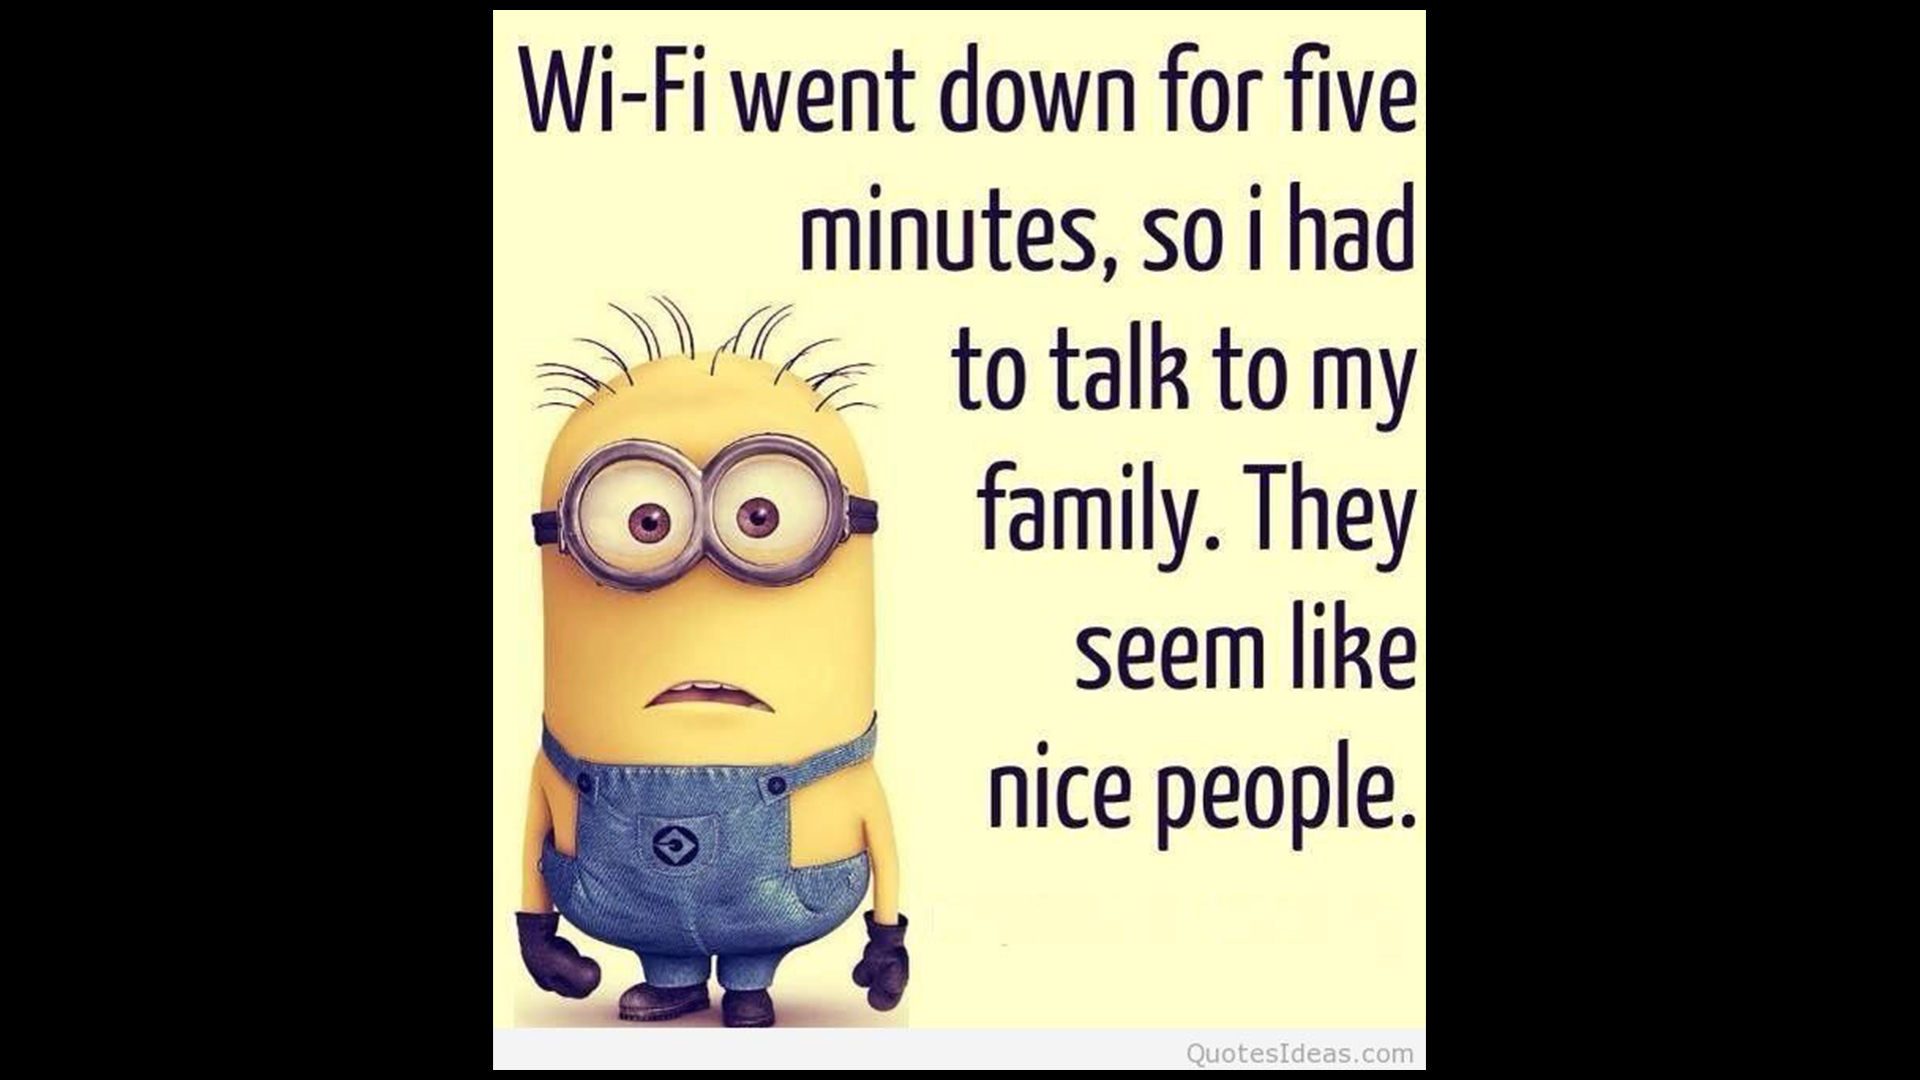 Wi-Fi went down for five
minutes, so i had
to talk to my
family. They
seem like
nice people.
QuotesIdeas.com